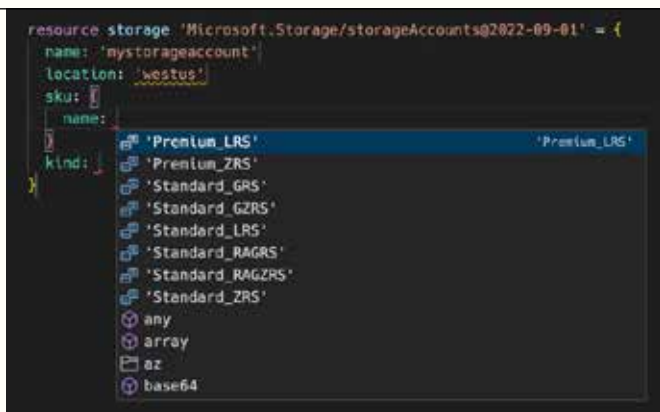 resource storage 'Microsoft.Storage/storageAccounts@2022-09-01' = {
name: 'mystorageaccount'
location: 'westus'
sku: {
name:
'Premium_LRS' 'Premium_LRS'
}
kind:
'Premium_ZRS'
}
'Standard_GRS'
'Standard_GZRS'
'Standard_LRS'
'Standard_RAGRS'
'Standard_RAGZRS'
'Standard_ZRS'
any
array
az
base64